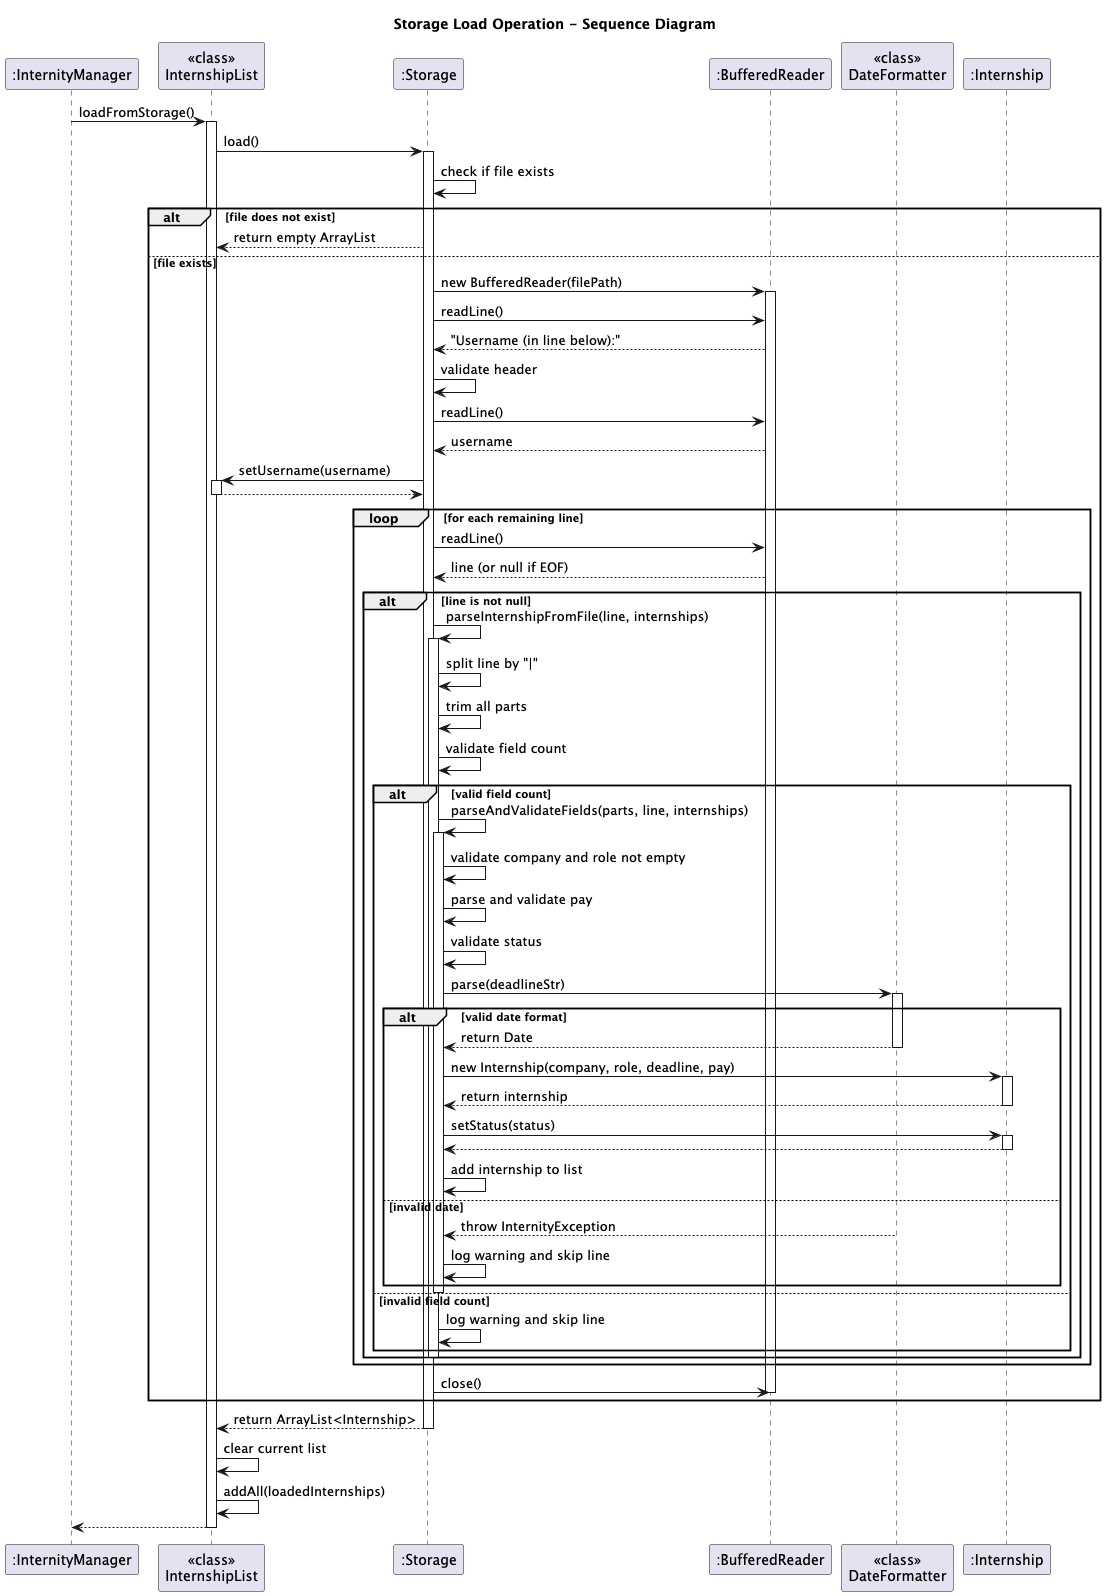 Storage Load Operation – Sequence Diagram
:InternityManager
«class»
InternshipList
:Storage
:BufferedReader
«class»
DateFormatter
:Internship
loadFromStorage()
load()
check if file exists
alt
[file does not exist]
return empty ArrayList
[file exists]
new BufferedReader(filePath)
readLine()
"Username (in line below):"
validate header
readLine()
username
setUsername(username)
loop
[for each remaining line]
readLine()
line (or null if EOF)
alt
[line is not null]
parseInternshipFromFile(line, internships)
split line by "|"
trim all parts
validate field count
alt
[valid field count]
parseAndValidateFields(parts, line, internships)
validate company and role not empty
parse and validate pay
validate status
parse(deadlineStr)
alt
[valid date format]
return Date
new Internship(company, role, deadline, pay)
return internship
setStatus(status)
add internship to list
[invalid date]
throw InternityException
log warning and skip line
[invalid field count]
log warning and skip line
close()
return ArrayList<Internship>
clear current list
addAll(loadedInternships)
:InternityManager
«class»
InternshipList
:Storage
:BufferedReader
«class»
DateFormatter
:Internship